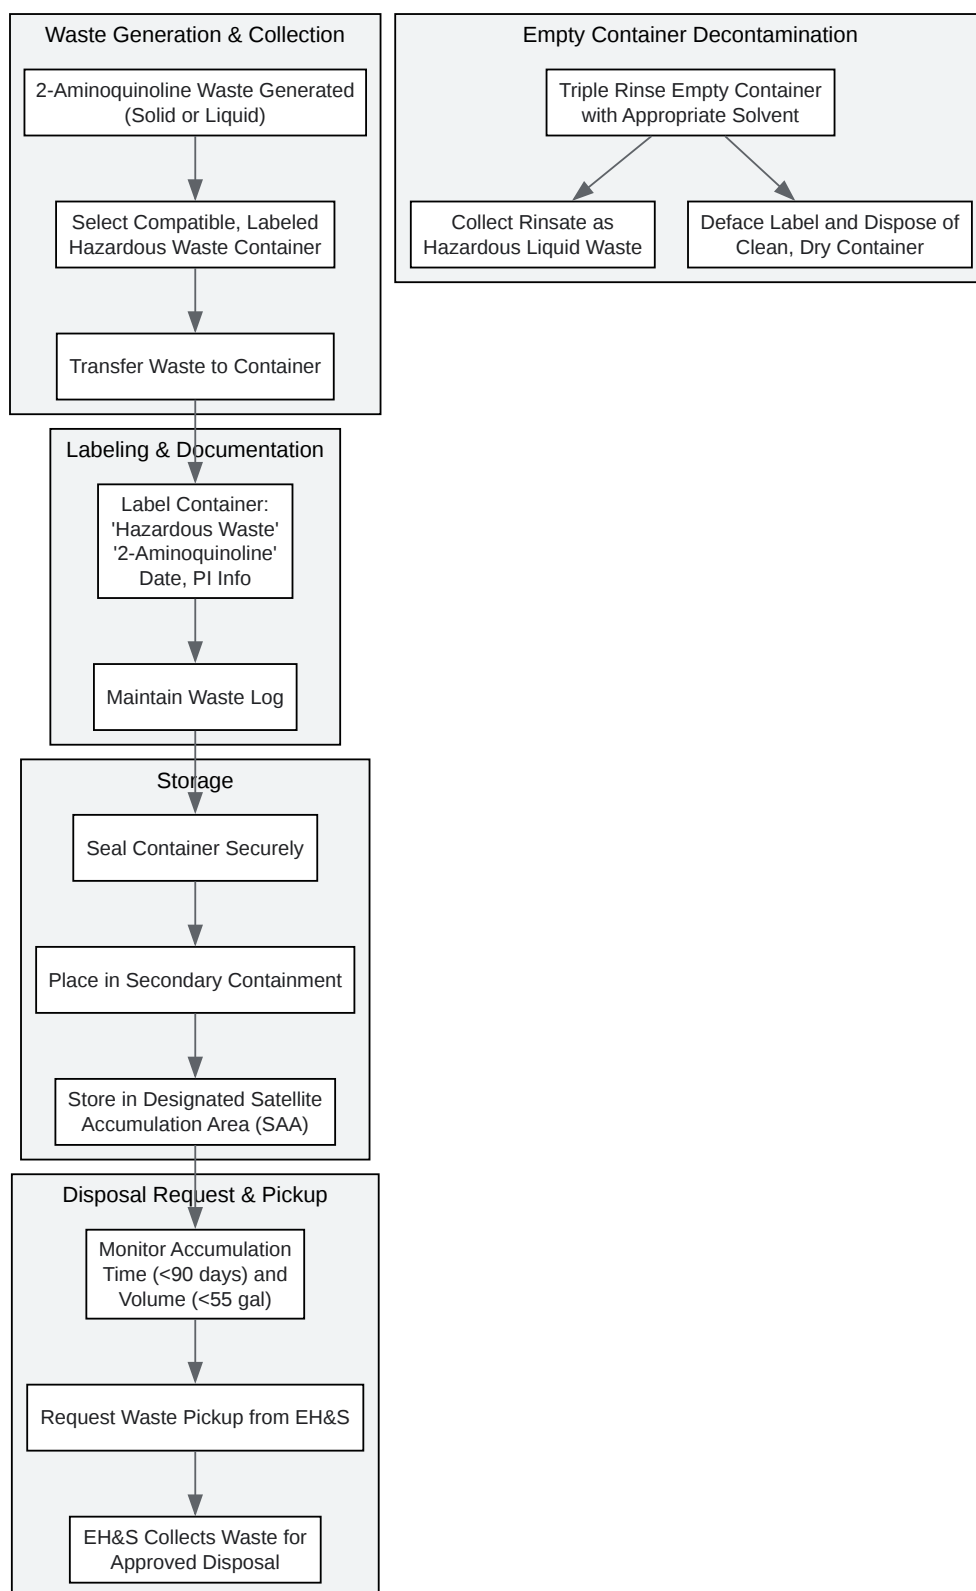 Waste Generation & Collection
2-Aminoquinoline Waste Generated
(Solid or Liquid)
Select Compatible, Labeled
Hazardous Waste Container
Transfer Waste to Container
Labeling & Documentation
Label Container:
'Hazardous Waste'
'2-Aminoquinoline'
Date, PI Info
Maintain Waste Log
Storage
Seal Container Securely
Place in Secondary Containment
Store in Designated Satellite
Accumulation Area (SAA)
Disposal Request & Pickup
Monitor Accumulation
Time (<90 days) and
Volume (<55 gal)
Request Waste Pickup from EH&S
EH&S Collects Waste for
Approved Disposal
Empty Container Decontamination
Triple Rinse Empty Container
with Appropriate Solvent
Collect Rinsate as
Hazardous Liquid Waste
Deface Label and Dispose of
Clean, Dry Container